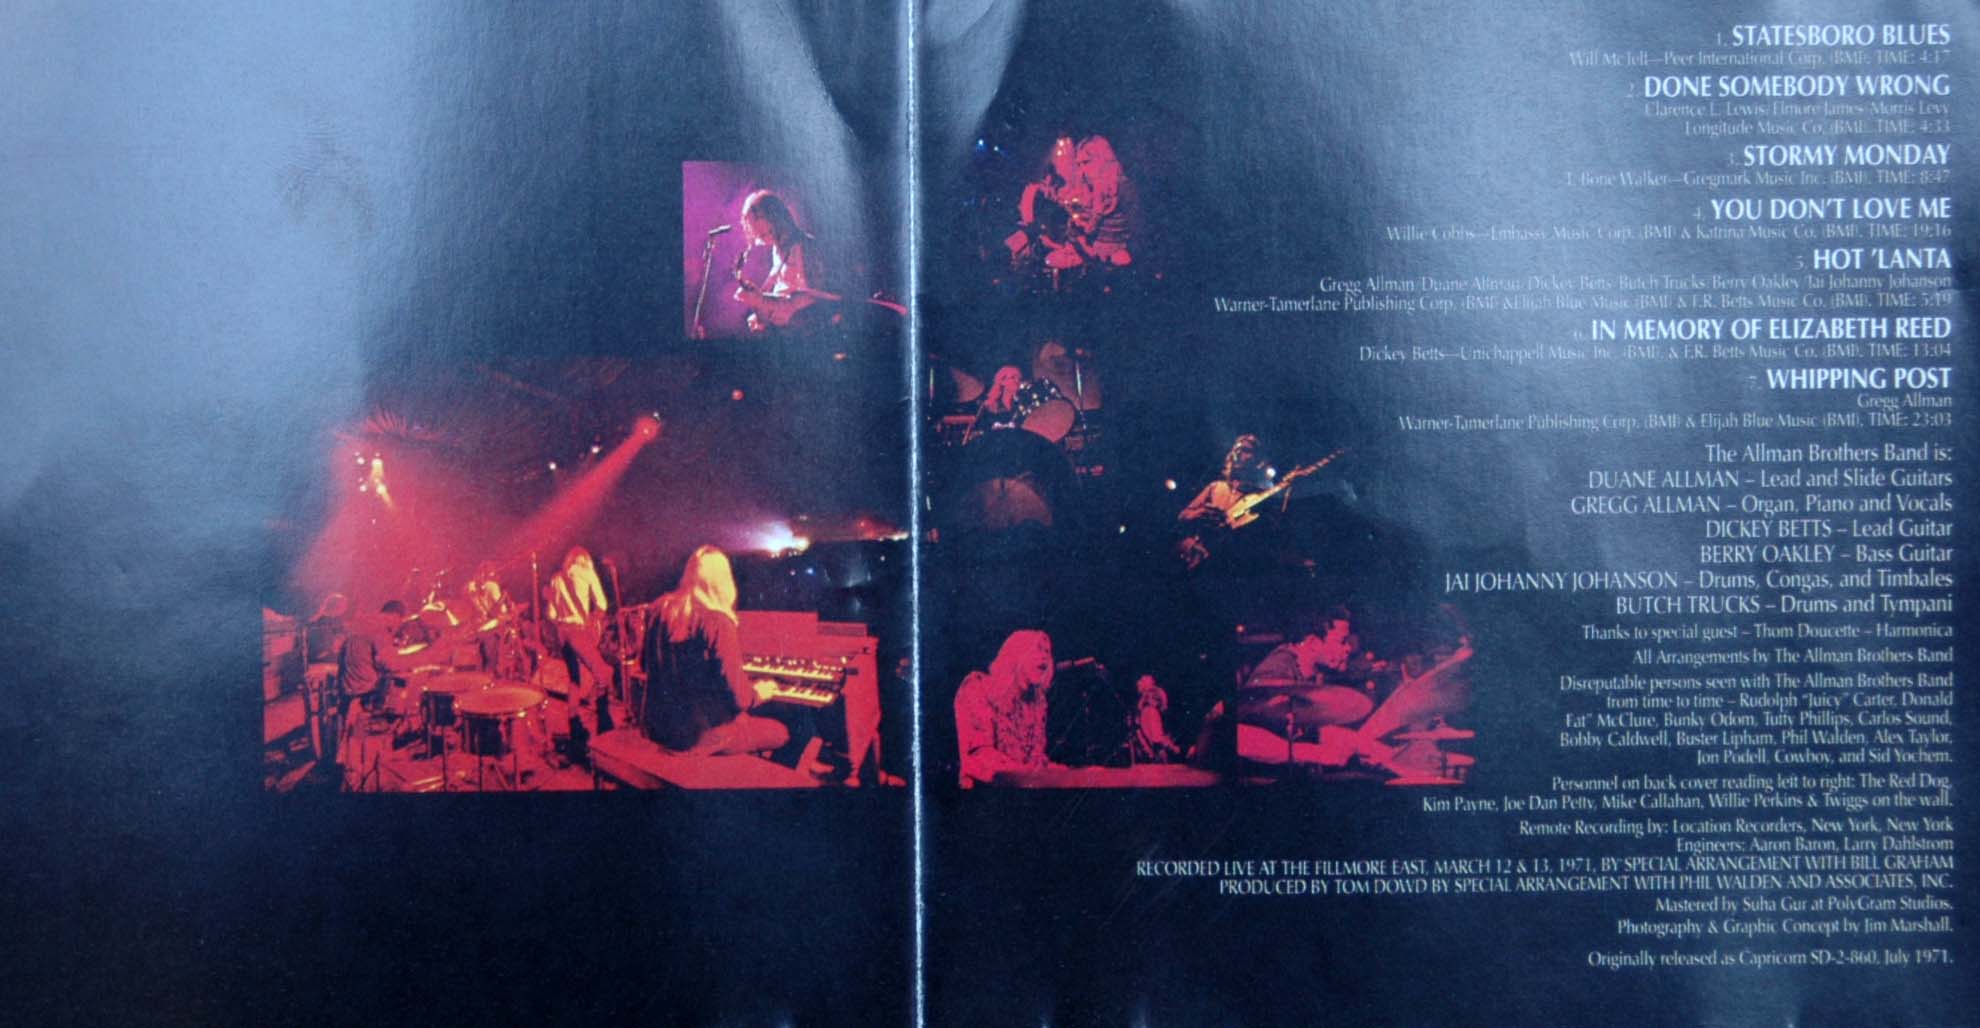 1. STATESBORO BLUES
Will McTell—Peer International Corp. (BMI). TIME: 4:17
2. DONE SOMEBODY WRONG
Clarence L. Lewis/Elmore James/Morris Levy
Longitude Music Co. (BMI). TIME: 4:33
3. STORMY MONDAY
T. Bone Walker—Gregmark Music Inc. (BMI). TIME: 8:47
4. YOU DON'T LOVE ME
Willie Cobbs—Embassy Music Corp. (BMI) & Katrina Music Co. (BMI). TIME: 19:16
5. HOT 'LANTA
Gregg Allman/Duane Allman/Dickey Betts/Butch Trucks/Berry Oakley/Jai Johanny Johanson
Warner-Tamerlane Publishing Corp. (BMI) & Elijah Blue Music (BMI) & F.R. Betts Music Co. (BMI). TIME: 5:19
6. IN MEMORY OF ELIZABETH REED
Dickey Betts—Unichappell Music Inc. (BMI). & F.R. Betts Music Co. (BMI). TIME: 13:04
7. WHIPPING POST
Gregg Allman
Warner-Tamerlane Publishing Corp. (BMI) & Elijah Blue Music (BMI). TIME: 23:03
The Allman Brothers Band is:
DUANE ALLMAN – Lead and Slide Guitars
GREGG ALLMAN – Organ, Piano and Vocals
DICKEY BETTS – Lead Guitar
BERRY OAKLEY – Bass Guitar
JAI JOHANNY JOHANSON – Drums, Congas, and Timbales
BUTCH TRUCKS – Drums and Tympani
Thanks to special guest – Thom Doucette – Harmonica
All Arrangements by The Allman Brothers Band
Disreputable persons seen with The Allman Brothers Band
from time to time – Rudolph "Juicy" Carter, Donald
Fat" McClure, Bunky Odom, Tuffy Phillips, Carlos Sound,
Bobby Caldwell, Buster Lipham, Phil Walden, Alex Taylor,
Jon Podell, Cowboy, and Sid Yochem.
Personnel on back cover reading left to right: The Red Dog,
Kim Payne, Joe Dan Petty, Mike Callahan, Willie Perkins & Twiggs on the wall.
Remote Recording by: Location Recorders, New York, New York
Engineers: Aaron Baron, Larry Dahlstrom
RECORDED LIVE AT THE FILLMORE EAST, MARCH 12 & 13, 1971, BY SPECIAL ARRANGEMENT WITH BILL GRAHAM
PRODUCED BY TOM DOWD BY SPECIAL ARRANGEMENT WITH PHIL WALDEN AND ASSOCIATES, INC.
Mastered by Suha Gur at PolyGram Studios.
Photography & Graphic Concept by Jim Marshall.
Originally released as Capricorn SD-2-860, July 1971.